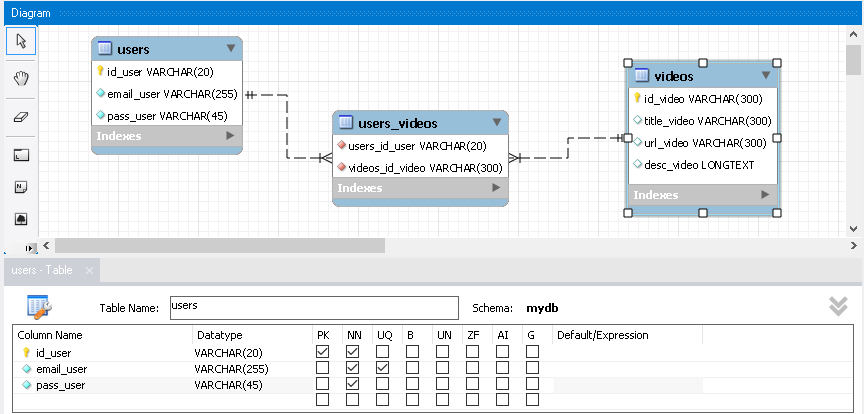 Diagram
users
id_user VARCHAR(20)
email_user VARCHAR(255)
pass_user VARCHAR(45)
Indexes
users_videos
users_id_user VARCHAR(20)
videos_id_video VARCHAR(300)
Indexes
videos
id_video VARCHAR(300)
title_video VARCHAR(300)
url_video VARCHAR(300)
desc_video LONGTEXT
Indexes
users - Table
Table Name: users Schema: mydb
Column Name Datatype PK NN UQ B UN ZF AI G Default/Expression
id_user VARCHAR(20)
email_user VARCHAR(255)
pass_user VARCHAR(45)